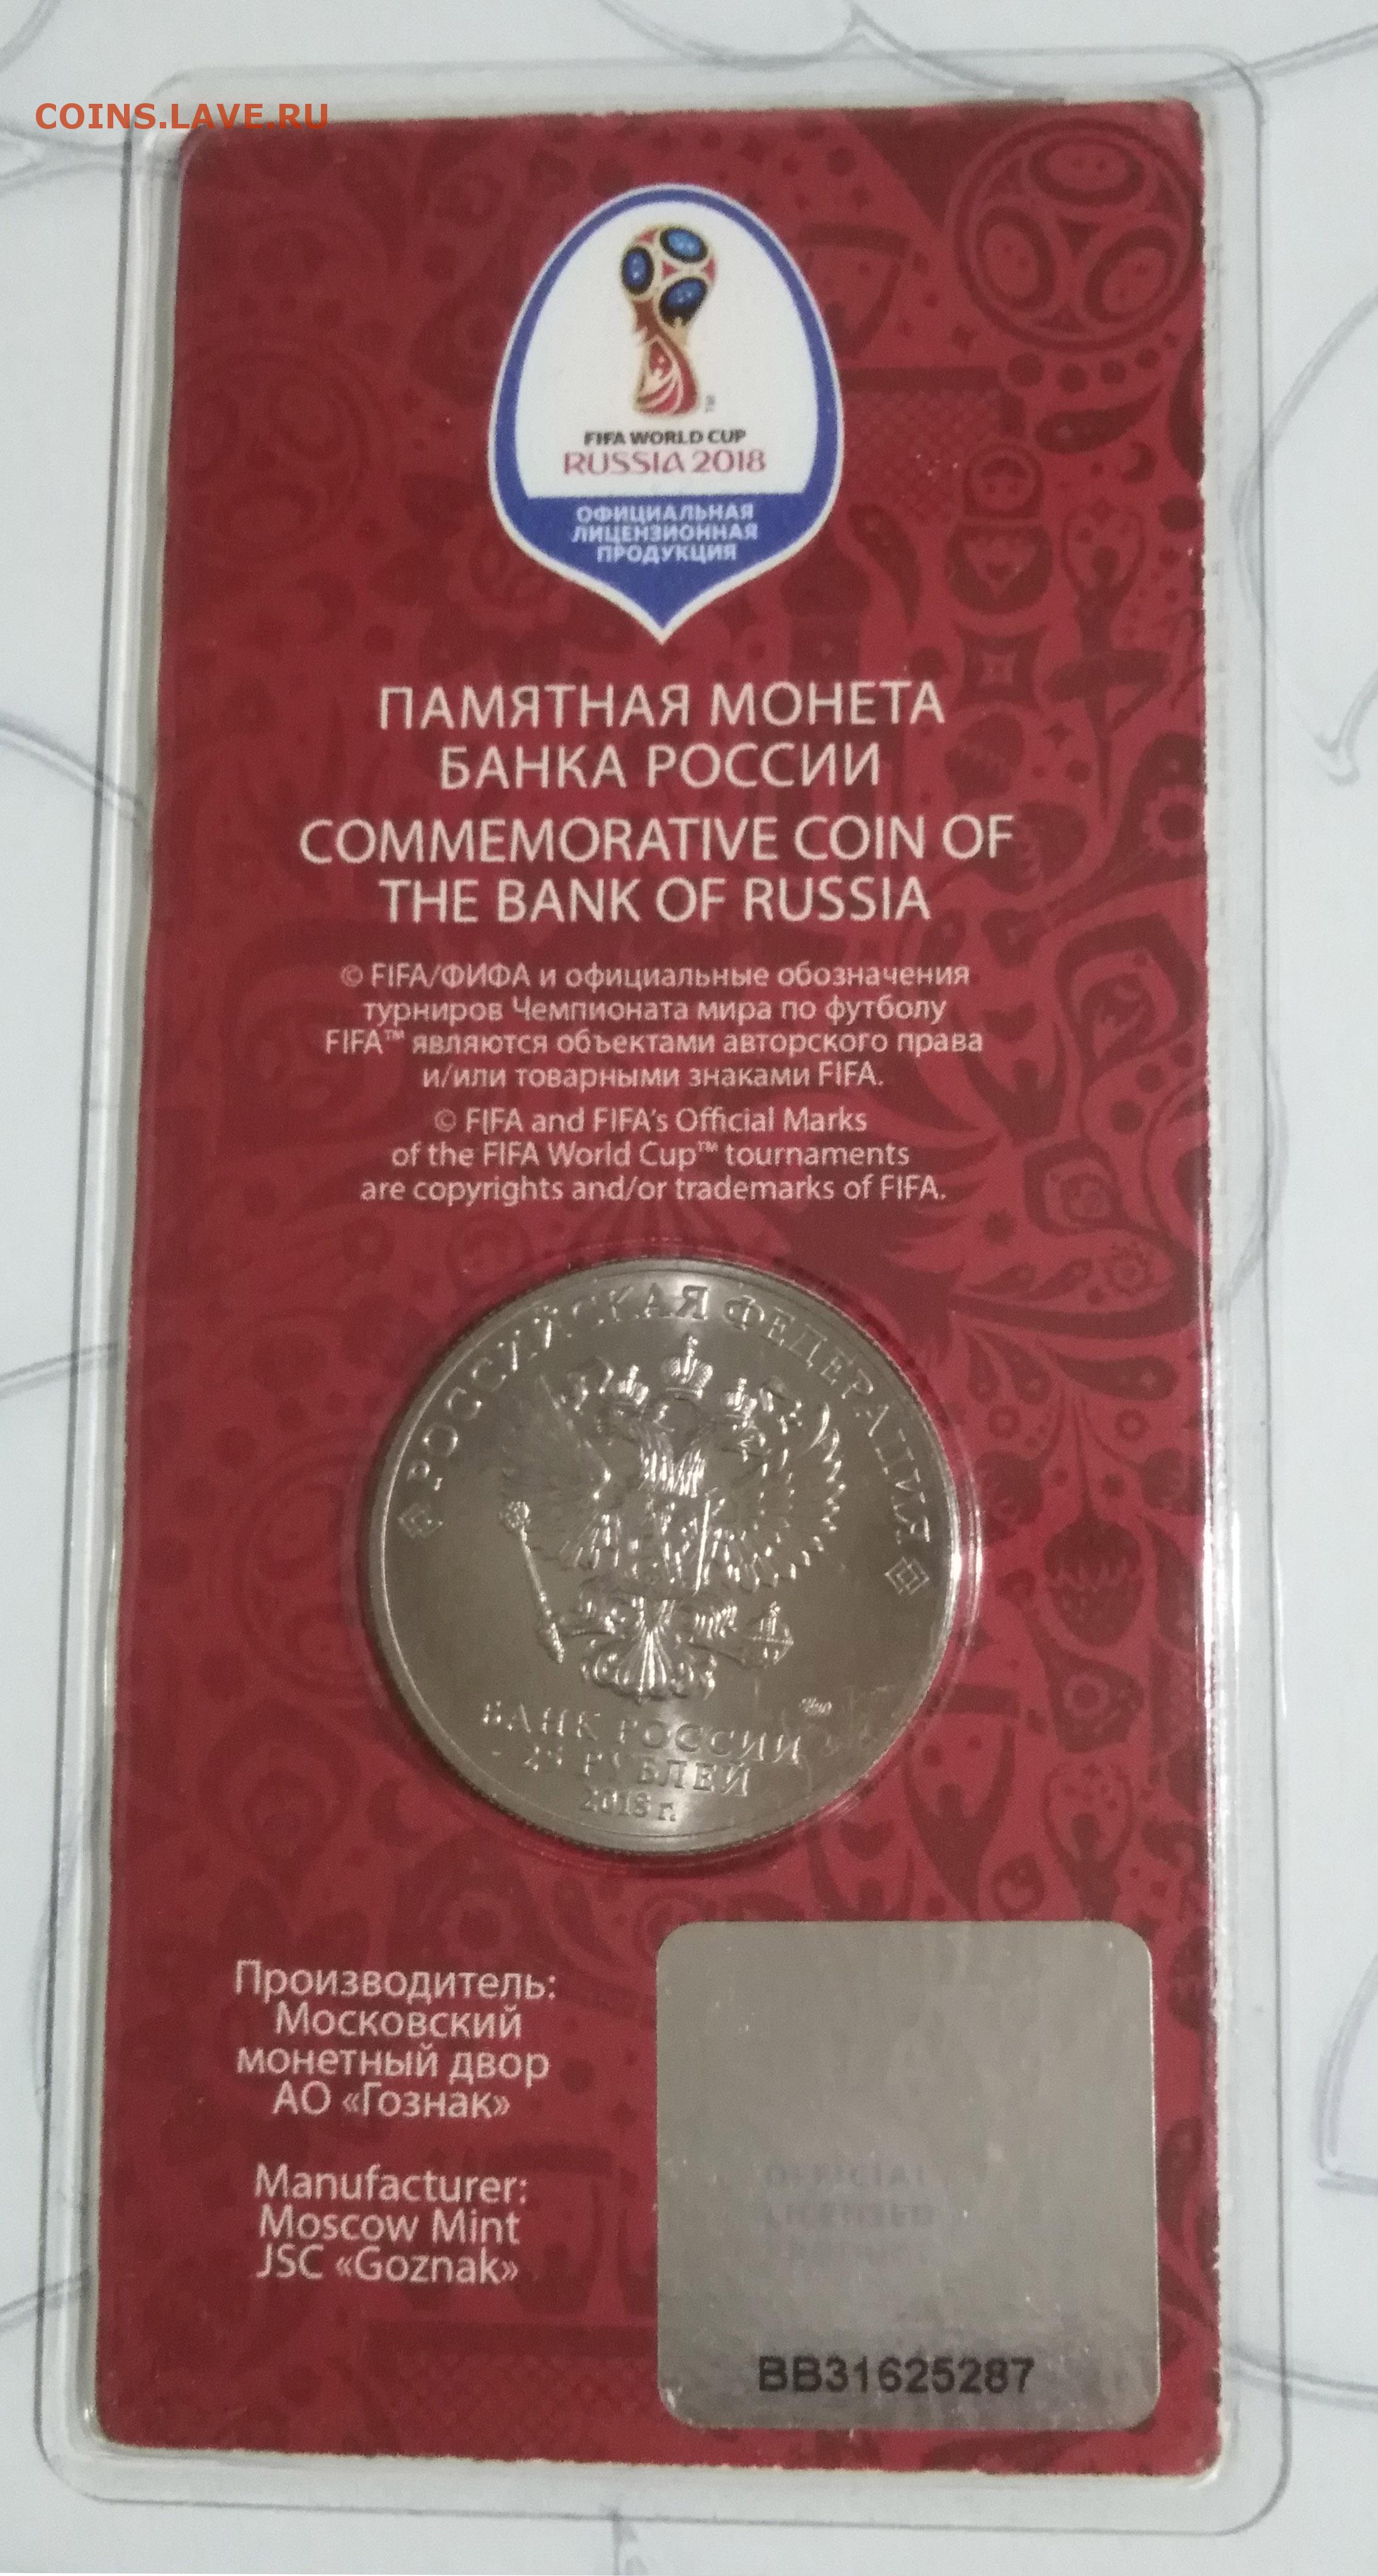 COINS.LAVE.RU
FIFA WORLD CUP
RUSSIA 2018
ОФИЦИАЛЬНАЯ
ЛИЦЕНЗИОННАЯ
ПРОДУКЦИЯ
ПАМЯТНАЯ МОНЕТА
БАНКА РОССИИ
COMMEMORATIVE COIN OF
THE BANK OF RUSSIA
© FIFA/ФИФА и официальные обозначения
турниров Чемпионата мира по футболу
FIFA™ являются объектами авторского права
и/или товарными знаками FIFA.
© FIFA and FIFA's Official Marks
of the FIFA World Cup™ tournaments
are copyrights and/or trademarks of FIFA.
РОССИЙСКАЯ ФЕДЕРАЦИЯ
БАНК РОССИИ
25 РУБЛЕЙ
2018 г.
Производитель:
Московский
монетный двор
АО «Гознак»
Manufacturer:
Moscow Mint
JSC «Goznak»
OFFICIAL
LICENSED
BB31625287